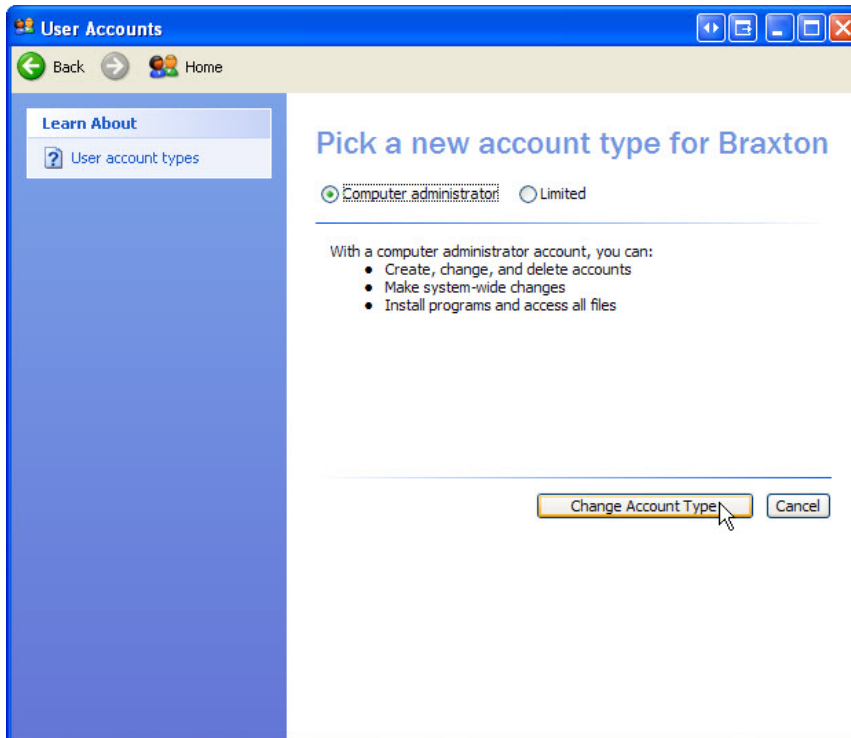 User Accounts
Back
Home
Learn About
User account types
Pick a new account type for Braxton
Computer administrator Limited
With a computer administrator account, you can:
• Create, change, and delete accounts
• Make system-wide changes
• Install programs and access all files
Change Account Type Cancel